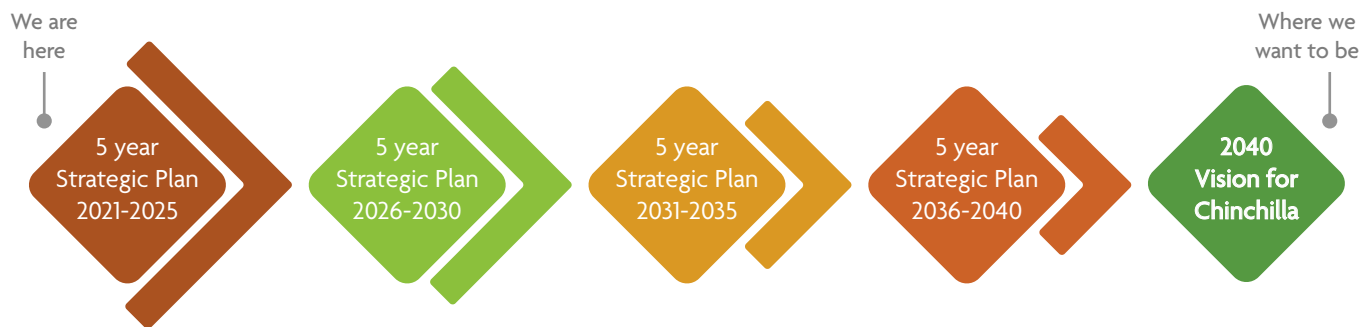 We are
here
5 year
Strategic Plan
2021-2025
5 year
Strategic Plan
2026-2030
5 year
Strategic Plan
2031-2035
5 year
Strategic Plan
2036-2040
2040
Vision for
Chinchilla
Where we
want to be